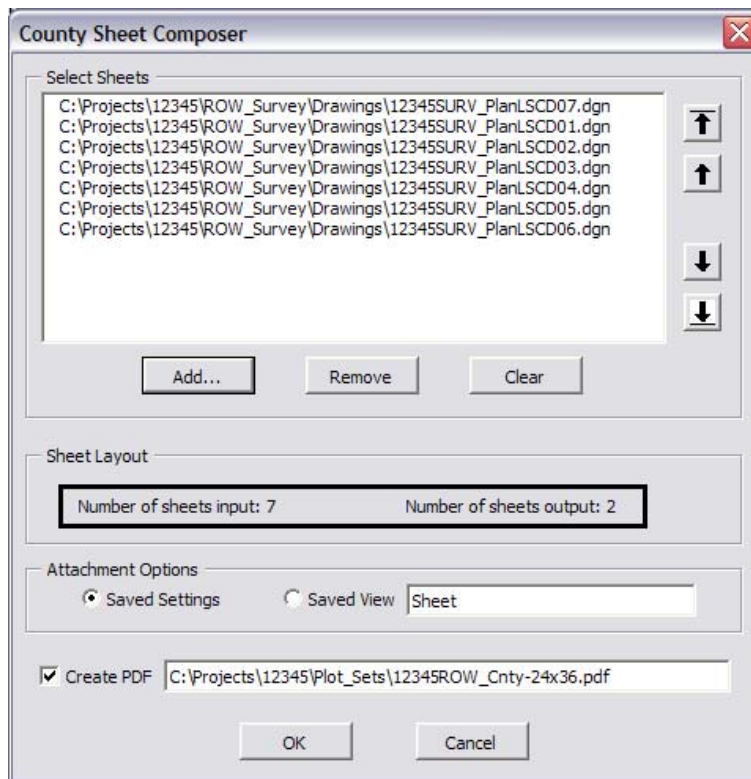 County Sheet Composer
Select Sheets
C:\Projects\12345\ROW_Survey\Drawings\12345SURV_PlanLSCD07.dgn
C:\Projects\12345\ROW_Survey\Drawings\12345SURV_PlanLSCD01.dgn
C:\Projects\12345\ROW_Survey\Drawings\12345SURV_PlanLSCD02.dgn
C:\Projects\12345\ROW_Survey\Drawings\12345SURV_PlanLSCD03.dgn
C:\Projects\12345\ROW_Survey\Drawings\12345SURV_PlanLSCD04.dgn
C:\Projects\12345\ROW_Survey\Drawings\12345SURV_PlanLSCD05.dgn
C:\Projects\12345\ROW_Survey\Drawings\12345SURV_PlanLSCD06.dgn
Add... Remove Clear
Sheet Layout
Number of sheets input: 7 Number of sheets output: 2
Attachment Options
Saved Settings Saved View Sheet
Create PDF C:\Projects\12345\Plot_Sets\12345ROW_Cnty-24x36.pdf
OK Cancel